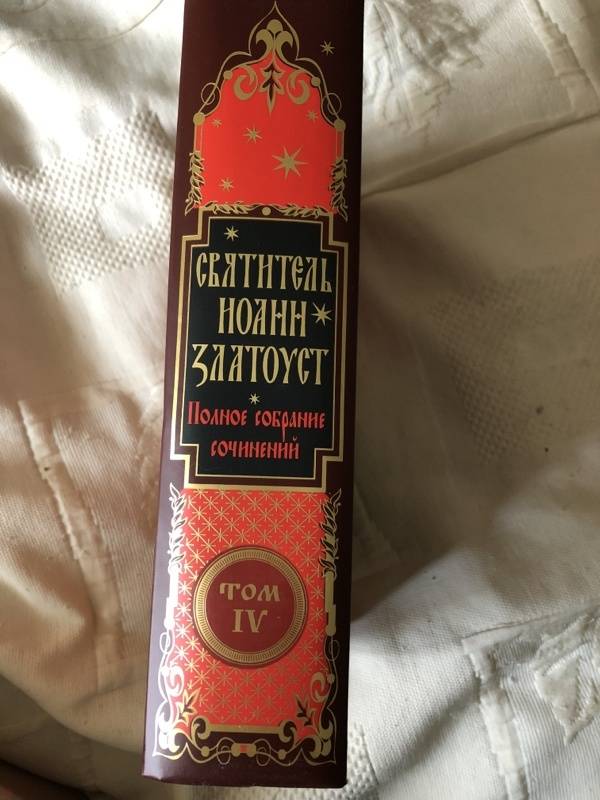 СВЯТИТЕЛЬ
ИОАНН
ЗЛАТОУСТ
Полное собрание
сочинений
ТОМ
IV